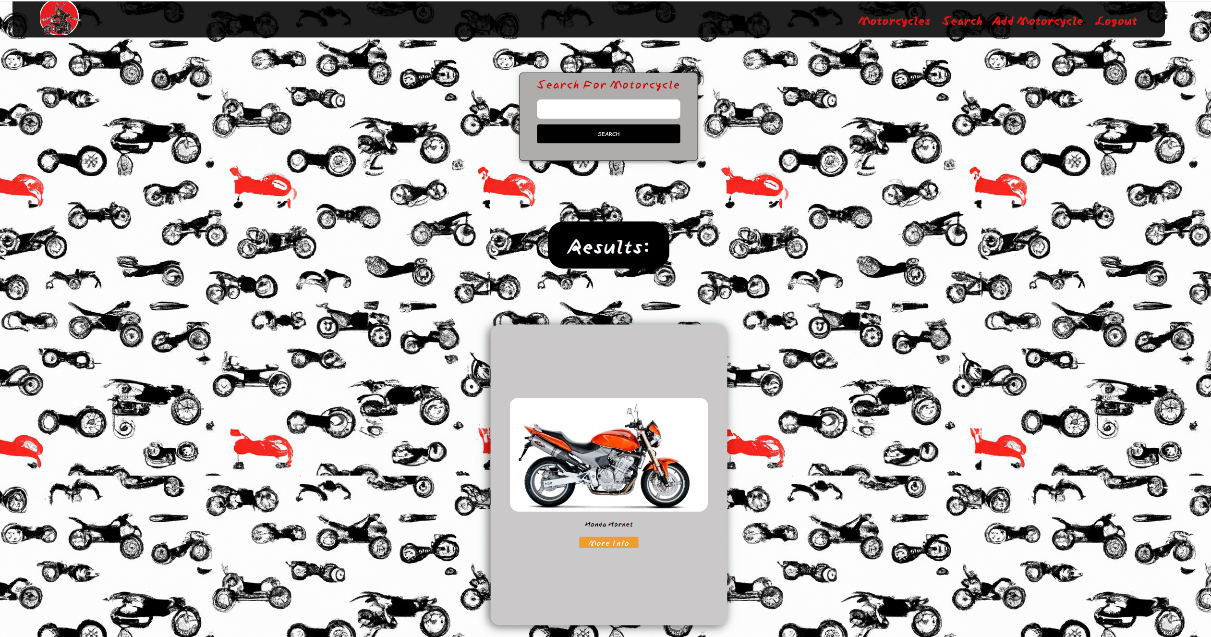 Motorcycles Search Add Motorcycle Logout
Search For Motorcycle
SEARCH
Results:
Honda Hornet
More Info